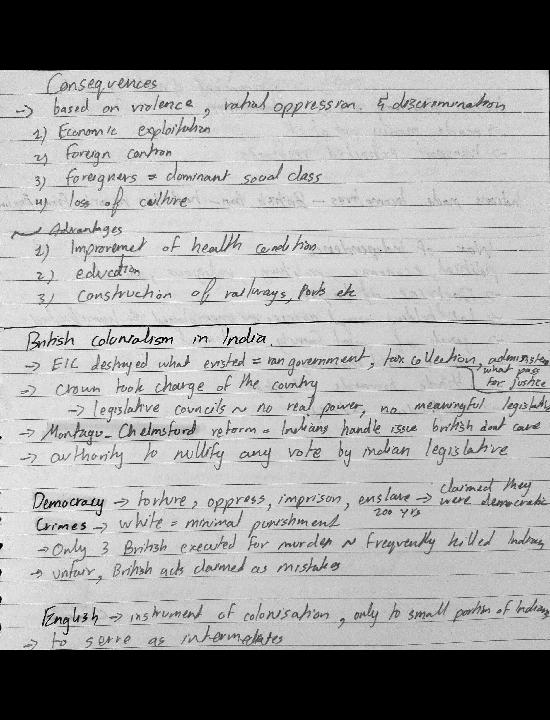 Consequences
→ based on violence, ratial oppression. & discremination
1) Economic exploitation
2) Foreign control
3) foreigners = dominant social class
4) loss of culture
~ Advantages
1) Improvemet of health condition
2) education
3) Construction of railways, Ports etc
British colonialism in India.
→ EIC destroyed what existed = ran government, tax collection, administer
what pass
for justice
→ Crown took charge of the country
→ legislative councils ~ no real power, no meaningful legislative
→ Montagu-Chelmsford reform = Indians handle issue british dont care
→ authority to nullify any vote by indian legislative
Democracy → torture, oppress, imprison, enslave → claimed they
200 yrs were democratic
Crimes → white = minimal punishment
→ Only 3 British executed for murder ~ frequently killed Indians
→ unfair, British acts claimed as mistakes
English → instrument of colonisation, only to small portion of Indians
→ to serve as intermediates